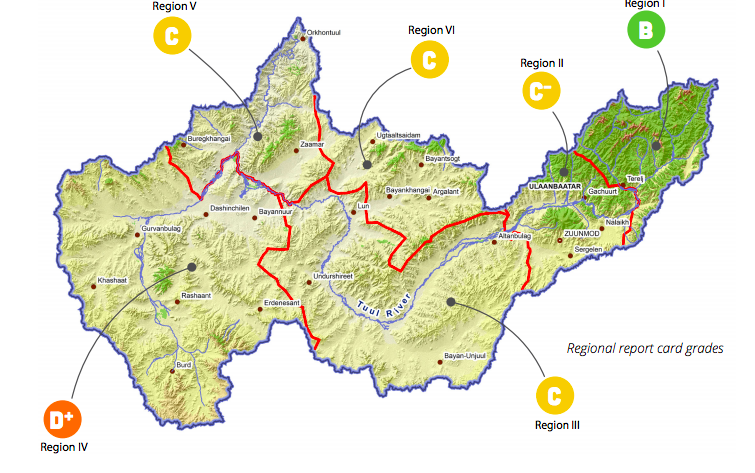 Region I
B
Region V
C
Region VI
C
Region II
C-
Orkhontuul
Buregkhangai
Zaamar
Ugtaaltsaidam
Bayantsogt
Bayankhangai
Argalant
ULAANBAATAR
Terelj
Gachuurt
Nalaikh
ZUUNMOD
Sergelen
Altanbulag
Lun
Dashinchilen
Bayannuur
Gurvanbulag
Khashaat
Rashaant
Undurshireet
Erdenesant
Tuul River
Burd
Bayan-Unjuul
Regional report card grades
C
Region III
D+
Region IV